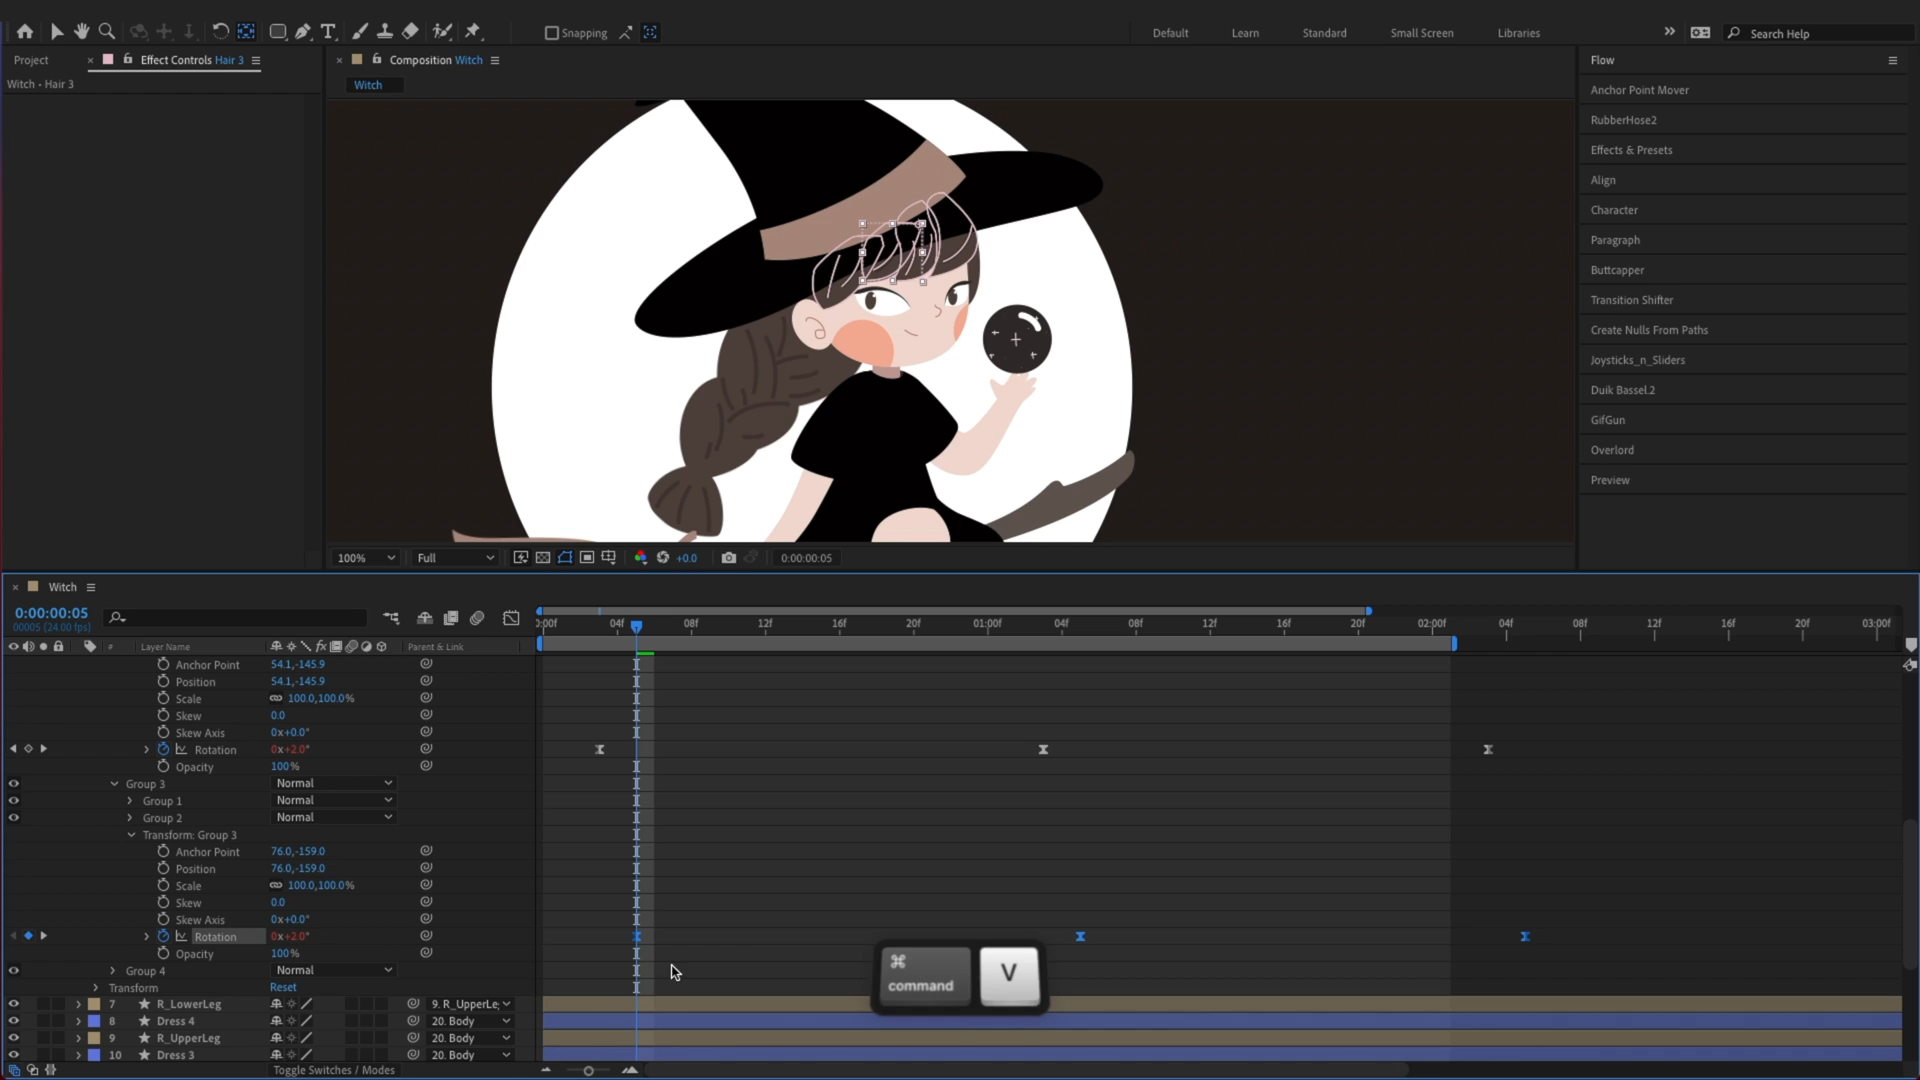 Snapping
Default
Learn
Standard
Small Screen
Libraries
Search Help
Project
Effect Controls Hair 3
Composition Witch
Flow
Witch • Hair 3
Witch
Anchor Point Mover
RubberHose2
Effects & Presets
Align
Character
Paragraph
Buttcapper
Transition Shifter
Create Nulls From Paths
Joysticks_n_Sliders
Duik Bassel.2
GifGun
Overlord
Preview
100%
Full
+0.0
0:00:00:05
Witch
0:00:00:05
00005 (24.00 fps)
:00f 04f 08f 12f 16f 20f 01:00f 04f 08f 12f 16f 20f 02:00f 04f 08f 12f 16f 20f 03:00f
# Layer Name Parent & Link
Anchor Point 54.1,-145.9
Position 54.1,-145.9
Scale 100.0,100.0%
Skew 0.0
Skew Axis 0x+0.0°
Rotation 0x+2.0°
Opacity 100%
Group 3 Normal
Group 1 Normal
Group 2 Normal
Transform: Group 3
Anchor Point 76.0,-159.0
Position 76.0,-159.0
Scale 100.0,100.0%
Skew 0.0
Skew Axis 0x+0.0°
Rotation 0x+2.0°
Opacity 100%
Group 4 Normal
Transform Reset
7 R_LowerLeg 9. R_UpperLe
8 Dress 4 20. Body
9 R_UpperLeg 20. Body
10 Dress 3 20. Body
Toggle Switches / Modes
⌘
command
V